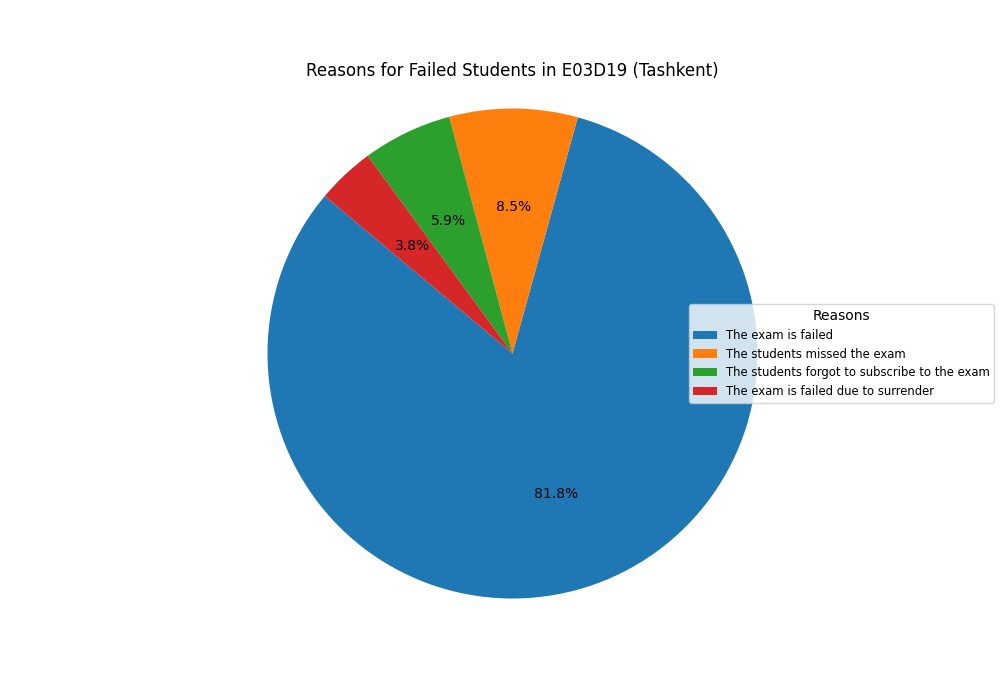 Reasons for Failed Students in E03D19 (Tashkent)
8.5%
5.9%
3.8%
81.8%
Reasons
The exam is failed
The students missed the exam
The students forgot to subscribe to the exam
The exam is failed due to surrender